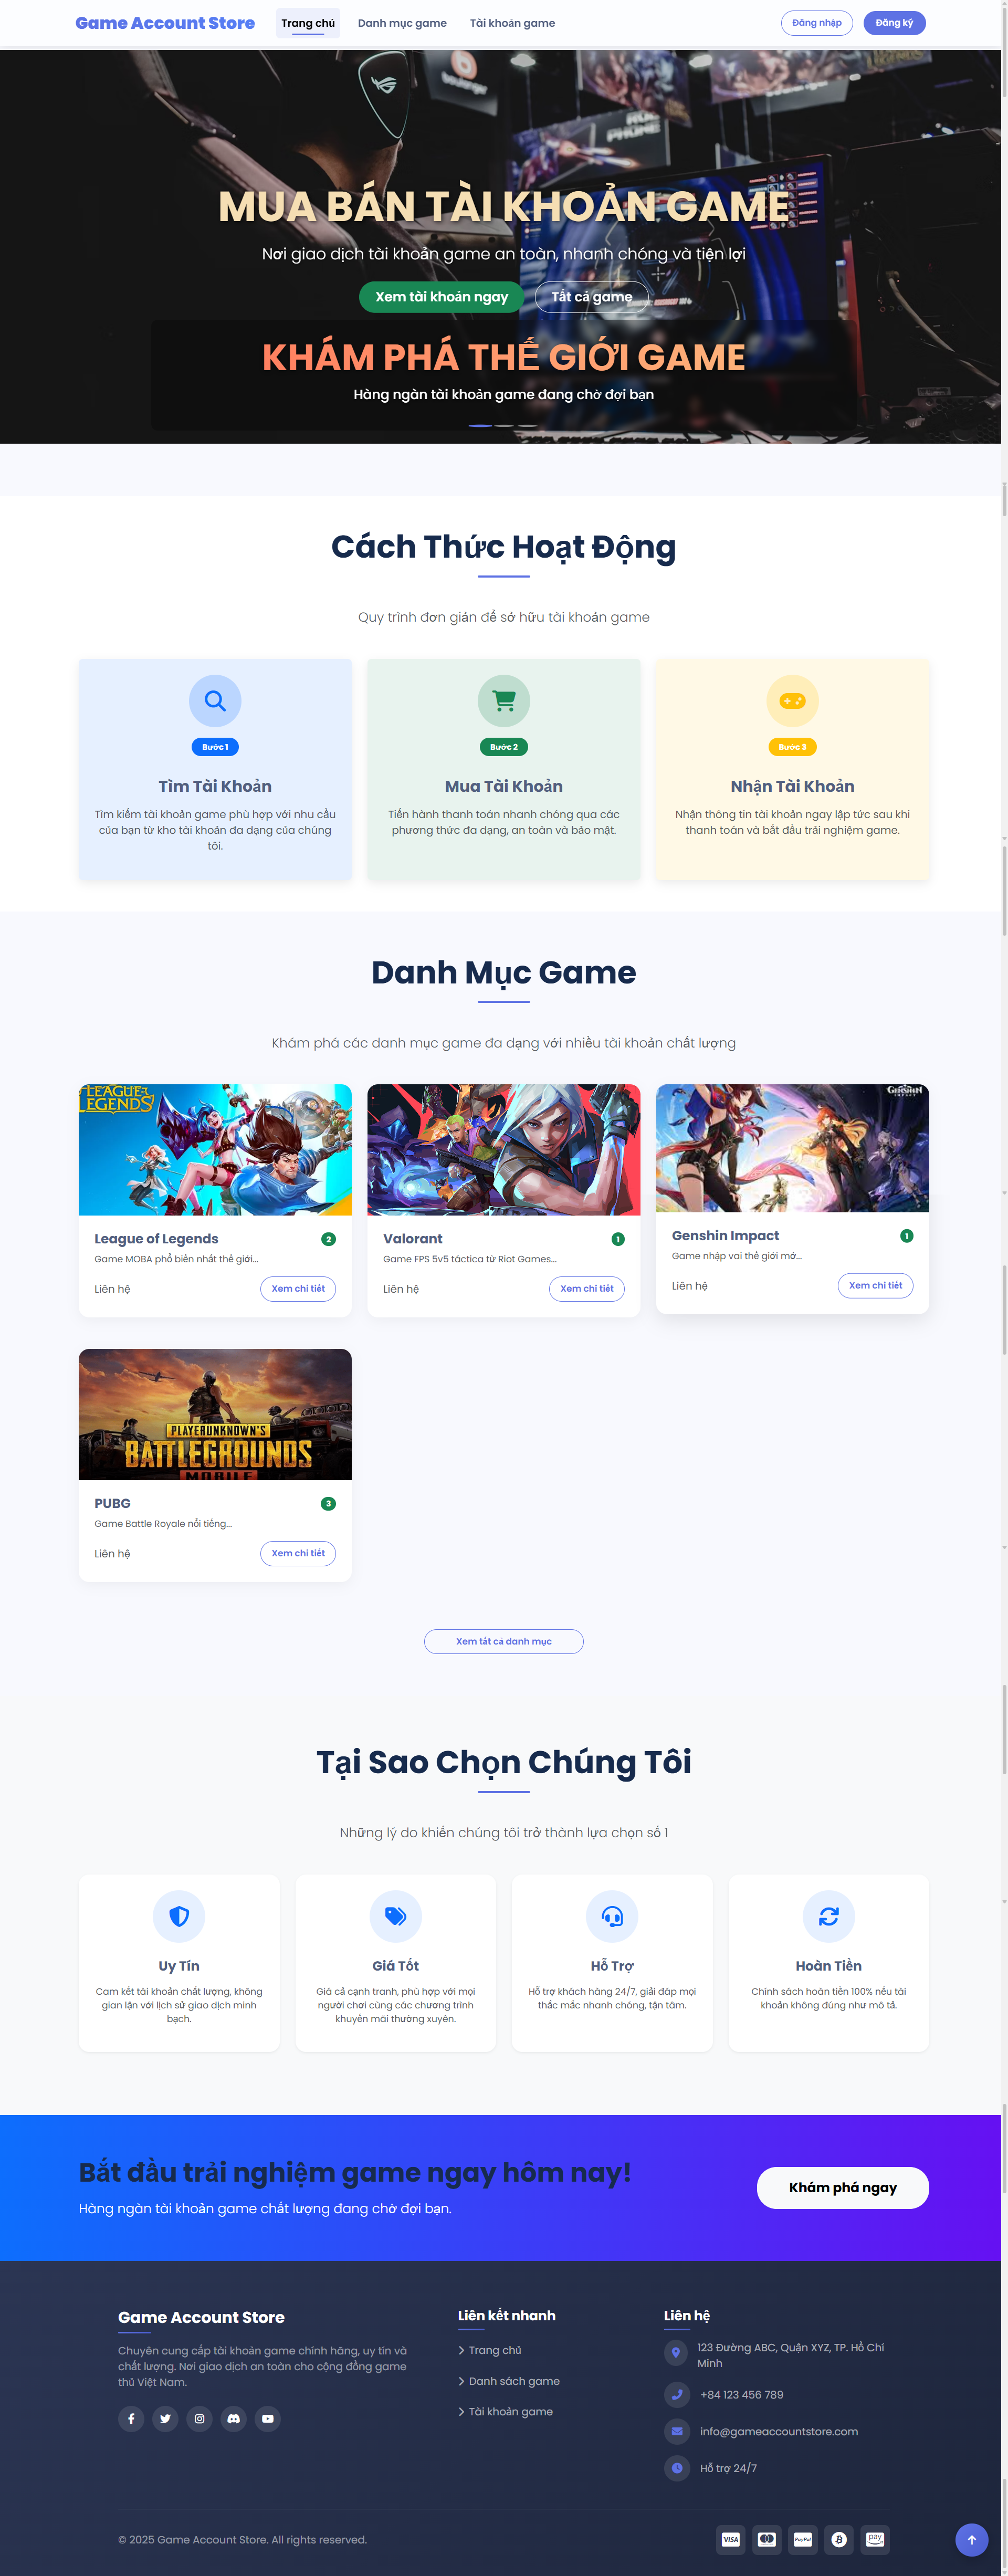 Game Account Store
Trang chủ
Danh mục game
Tài khoản game
Đăng nhập
Đăng ký
MUA BÁN TÀI KHOẢN GAME
Nơi giao dịch tài khoản game an toàn, nhanh chóng và tiện lợi
Xem tài khoản ngay
Tất cả game
KHÁM PHÁ THẾ GIỚI GAME
Hàng ngàn tài khoản game đang chờ đợi bạn
Cách Thức Hoạt Động
Quy trình đơn giản để sở hữu tài khoản game
Bước 1
Tìm Tài Khoản
Tìm kiếm tài khoản game phù hợp với nhu cầu
của bạn từ kho tài khoản đa dạng của chúng
tôi.
Bước 2
Mua Tài Khoản
Tiến hành thanh toán nhanh chóng qua các
phương thức đa dạng, an toàn và bảo mật.
Bước 3
Nhận Tài Khoản
Nhận thông tin tài khoản ngay lập tức sau khi
thanh toán và bắt đầu trải nghiệm game.
Danh Mục Game
Khám phá các danh mục game đa dạng với nhiều tài khoản chất lượng
LEAGUE OF
LEGENDS
League of Legends
2
Game MOBA phổ biến nhất thế giới...
Liên hệ
Xem chi tiết
Valorant
1
Game FPS 5v5 táctica từ Riot Games...
Liên hệ
Xem chi tiết
GENSHIN
IMPACT
Genshin Impact
1
Game nhập vai thế giới mở...
Liên hệ
Xem chi tiết
PLAYERUNKNOWN'S
BATTLEGROUNDS
MOBILE
PUBG
3
Game Battle Royale nổi tiếng...
Liên hệ
Xem chi tiết
Xem tất cả danh mục
Tại Sao Chọn Chúng Tôi
Những lý do khiến chúng tôi trở thành lựa chọn số 1
Uy Tín
Cam kết tài khoản chất lượng, không
gian lận với lịch sử giao dịch minh
bạch.
Giá Tốt
Giá cả cạnh tranh, phù hợp với mọi
người chơi cùng các chương trình
khuyến mãi thường xuyên.
Hỗ Trợ
Hỗ trợ khách hàng 24/7, giải đáp mọi
thắc mắc nhanh chóng, tận tâm.
Hoàn Tiền
Chính sách hoàn tiền 100% nếu tài
khoản không đúng như mô tả.
Bắt đầu trải nghiệm game ngay hôm nay!
Hàng ngàn tài khoản game chất lượng đang chờ đợi bạn.
Khám phá ngay
Game Account Store
Chuyên cung cấp tài khoản game chính hãng, uy tín và
chất lượng. Nơi giao dịch an toàn cho cộng đồng game
thủ Việt Nam.
Liên kết nhanh
Trang chủ
Danh sách game
Tài khoản game
Liên hệ
123 Đường ABC, Quận XYZ, TP. Hồ Chí
Minh
+84 123 456 789
info@gameaccountstore.com
Hỗ trợ 24/7
© 2025 Game Account Store. All rights reserved.
VISA
PayPal
pay